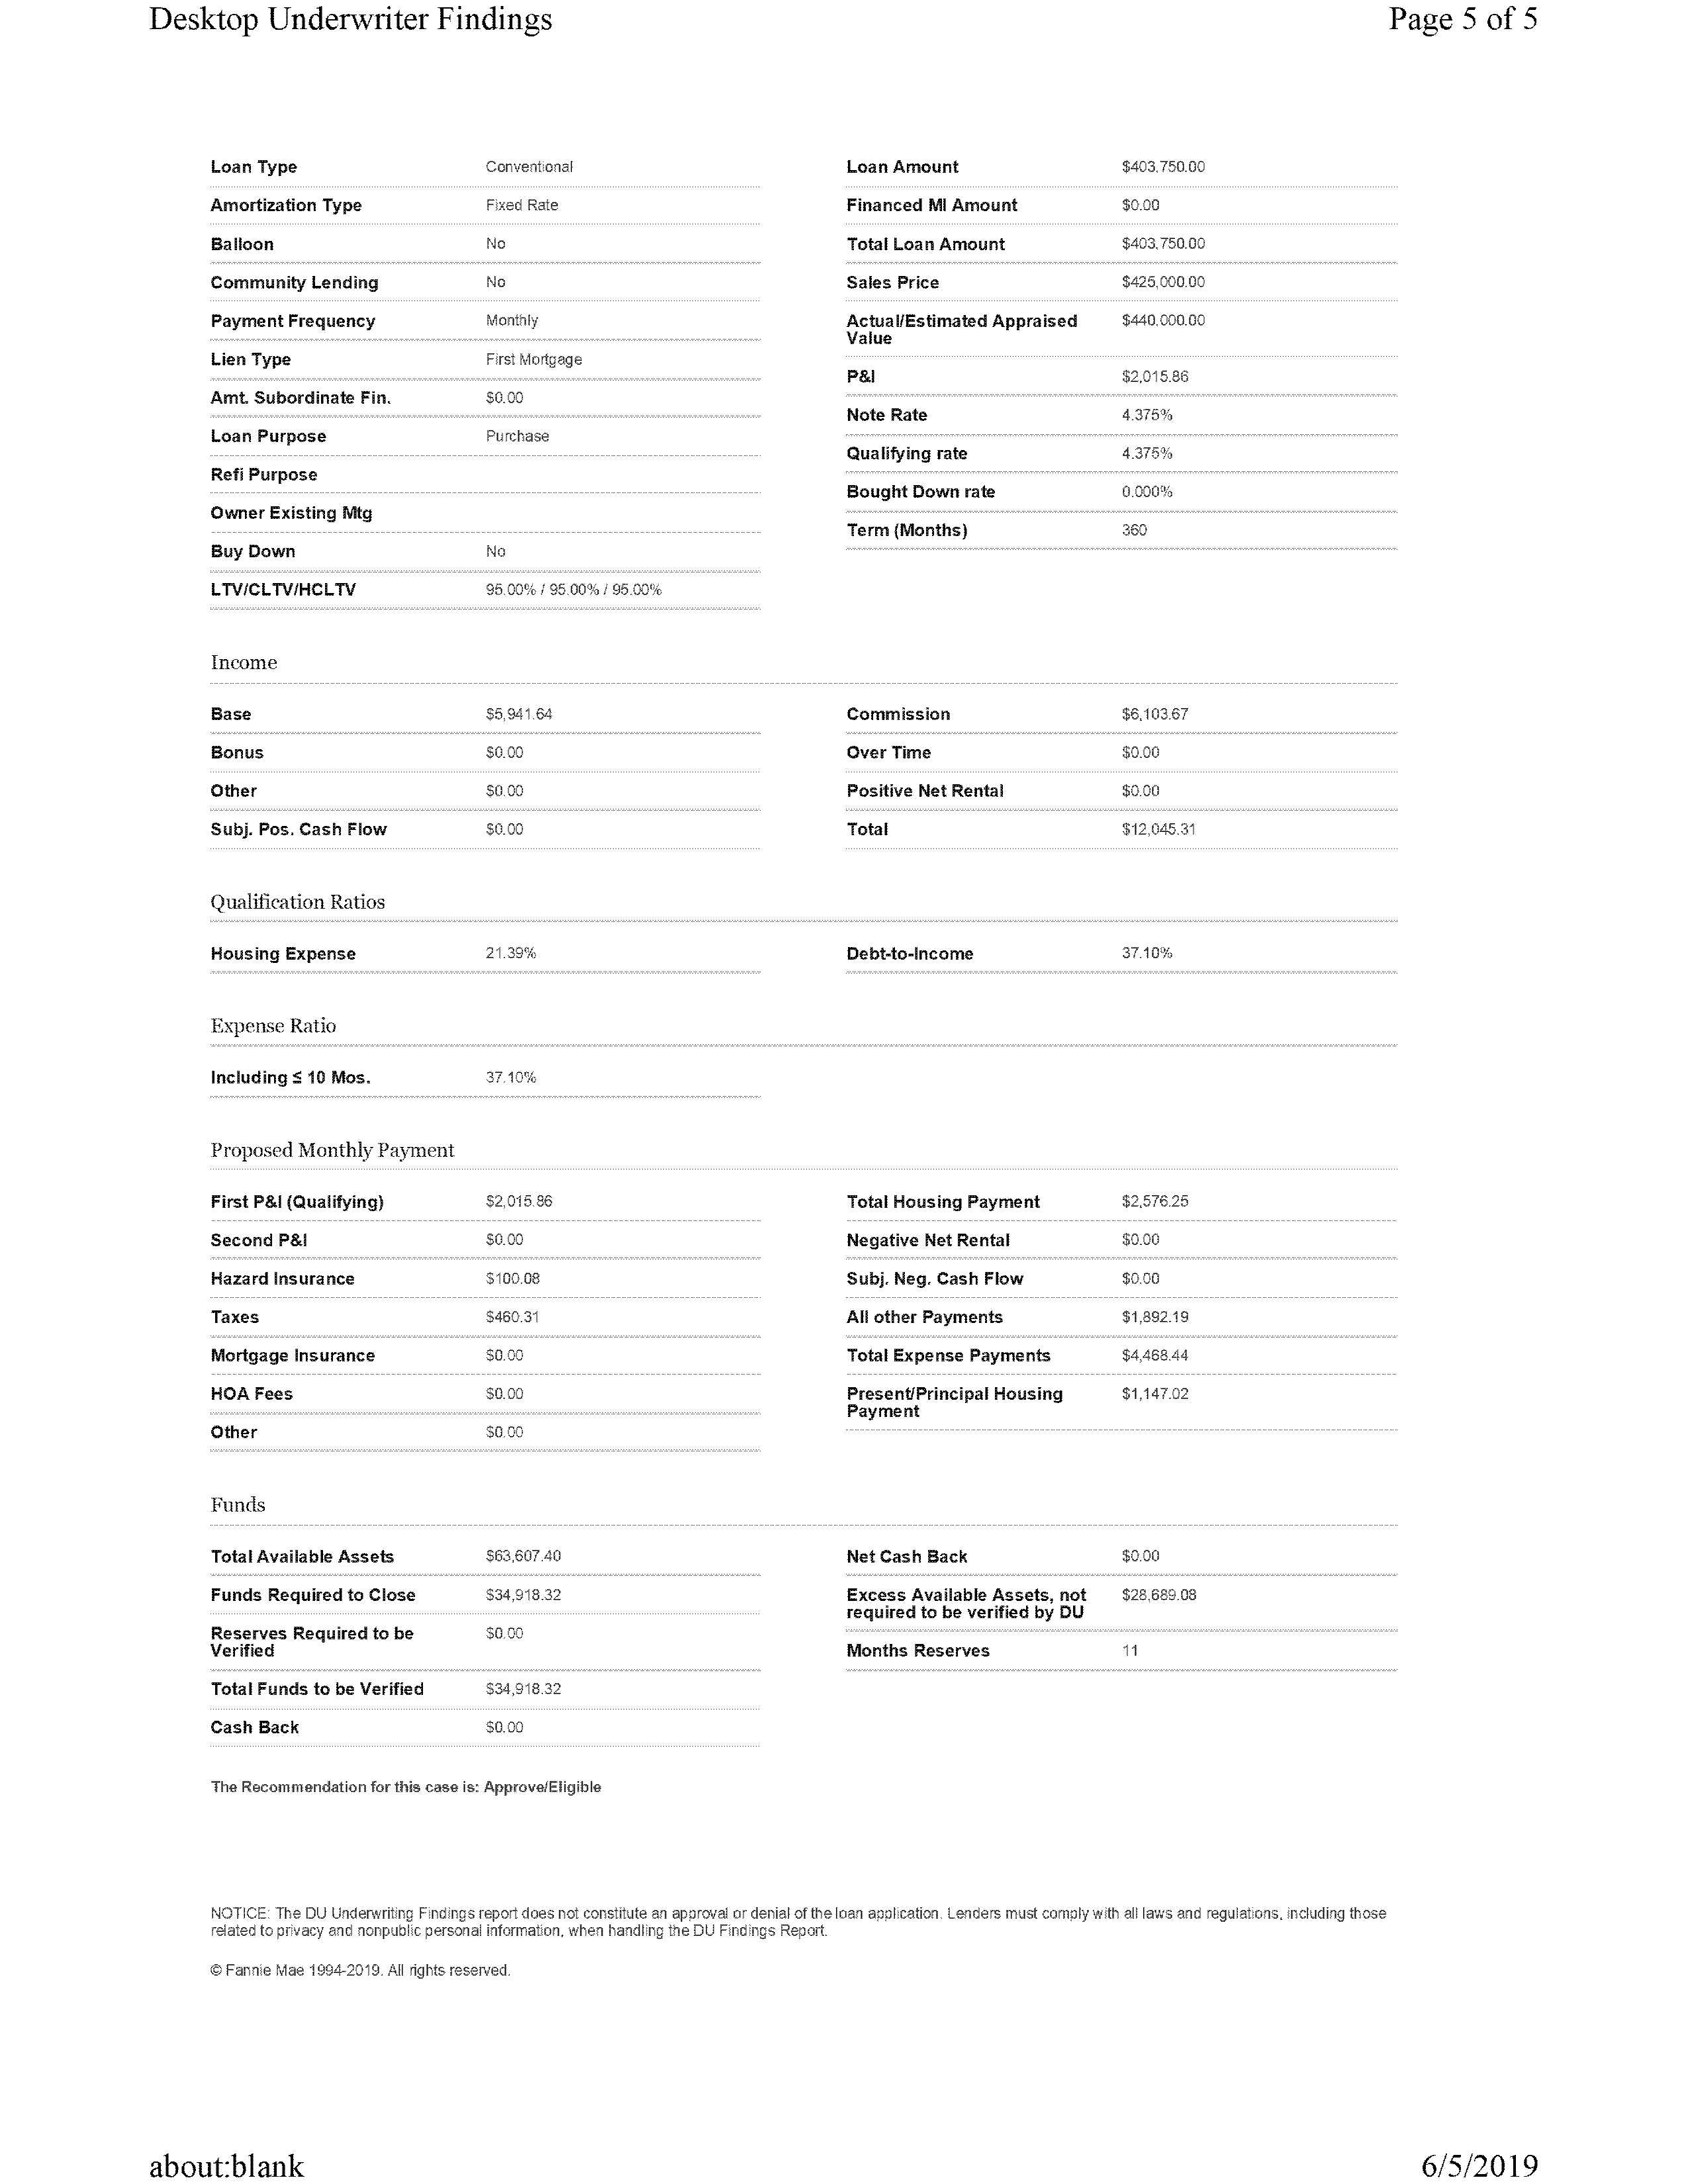 Desktop Underwriter Findings Page 5 of 5
Loan Type Conventional Loan Amount $403,750.00
Amortization Type Fixed Rate Financed MI Amount $0.00
Balloon No Total Loan Amount $403,750.00
Community Lending No Sales Price $425,000.00
Payment Frequency Monthly Actual/Estimated Appraised $440,000.00
Value
Lien Type First Mortgage
P&I $2,015.86
Amt. Subordinate Fin. $0.00
Note Rate 4.375%
Loan Purpose Purchase
Qualifying rate 4.375%
Refi Purpose
Bought Down rate 0.000%
Owner Existing Mtg
Term (Months) 360
Buy Down No
LTV/CLTV/HCLTV 95.00% / 95.00% / 95.00%
Income
Base $5,941.64 Commission $6,103.67
Bonus $0.00 Over Time $0.00
Other $0.00 Positive Net Rental $0.00
Subj. Pos. Cash Flow $0.00 Total $12,045.31
Qualification Ratios
Housing Expense 21.39% Debt-to-Income 37.10%
Expense Ratio
Including ≤ 10 Mos. 37.10%
Proposed Monthly Payment
First P&I (Qualifying) $2,015.86 Total Housing Payment $2,576.25
Second P&I $0.00 Negative Net Rental $0.00
Hazard Insurance $100.08 Subj. Neg. Cash Flow $0.00
Taxes $460.31 All other Payments $1,892.19
Mortgage Insurance $0.00 Total Expense Payments $4,468.44
HOA Fees $0.00 Present/Principal Housing $1,147.02
Payment
Other $0.00
Funds
Total Available Assets $63,607.40 Net Cash Back $0.00
Funds Required to Close $34,918.32 Excess Available Assets, not $28,689.08
required to be verified by DU
Reserves Required to be $0.00
Verified Months Reserves 11
Total Funds to be Verified $34,918.32
Cash Back $0.00
The Recommendation for this case is: Approve/Eligible
NOTICE: The DU Underwriting Findings report does not constitute an approval or denial of the loan application. Lenders must comply with all laws and regulations, including those
related to privacy and nonpublic personal information, when handling the DU Findings Report.
© Fannie Mae 1994-2019. All rights reserved.
about:blank 6/5/2019